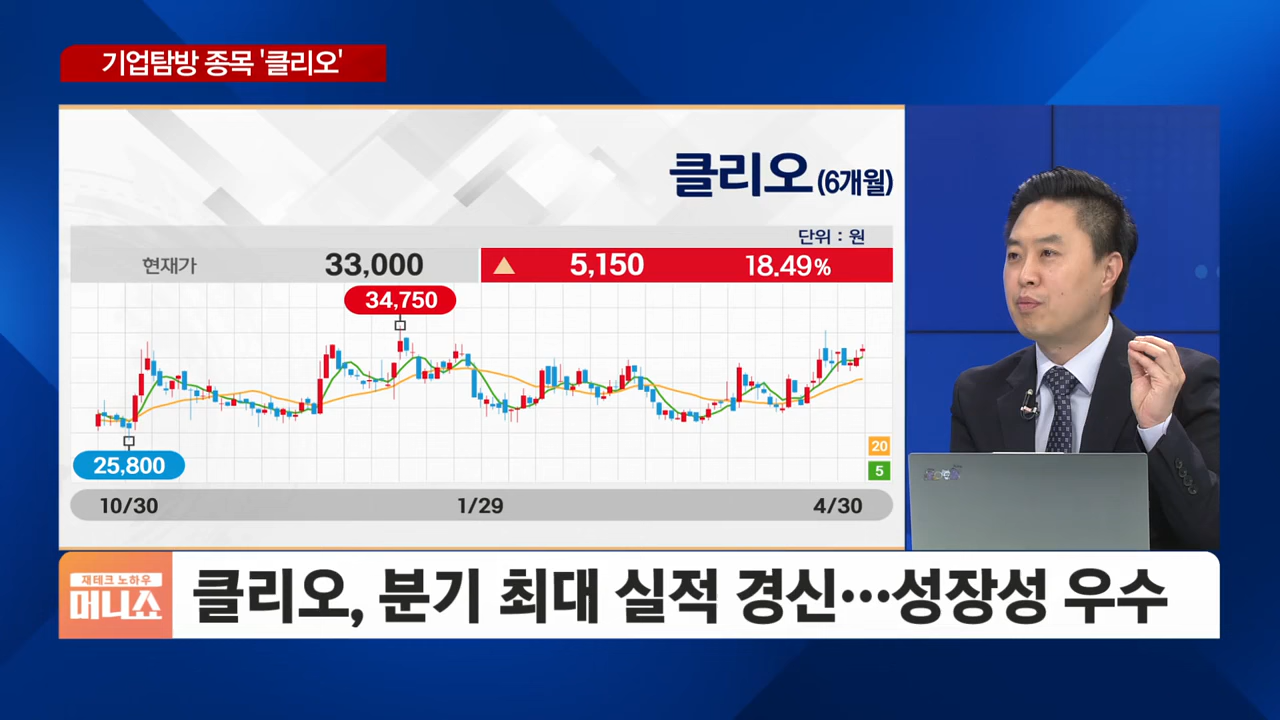 기업탐방 종목 '클리오'
클리오(6개월)
단위 : 원
현재가 33,000 ▲ 5,150 18.49%
34,750
25,800
20
5
10/30 1/29 4/30
재테크 노하우
머니쇼
클리오, 분기 최대 실적 경신…성장성 우수